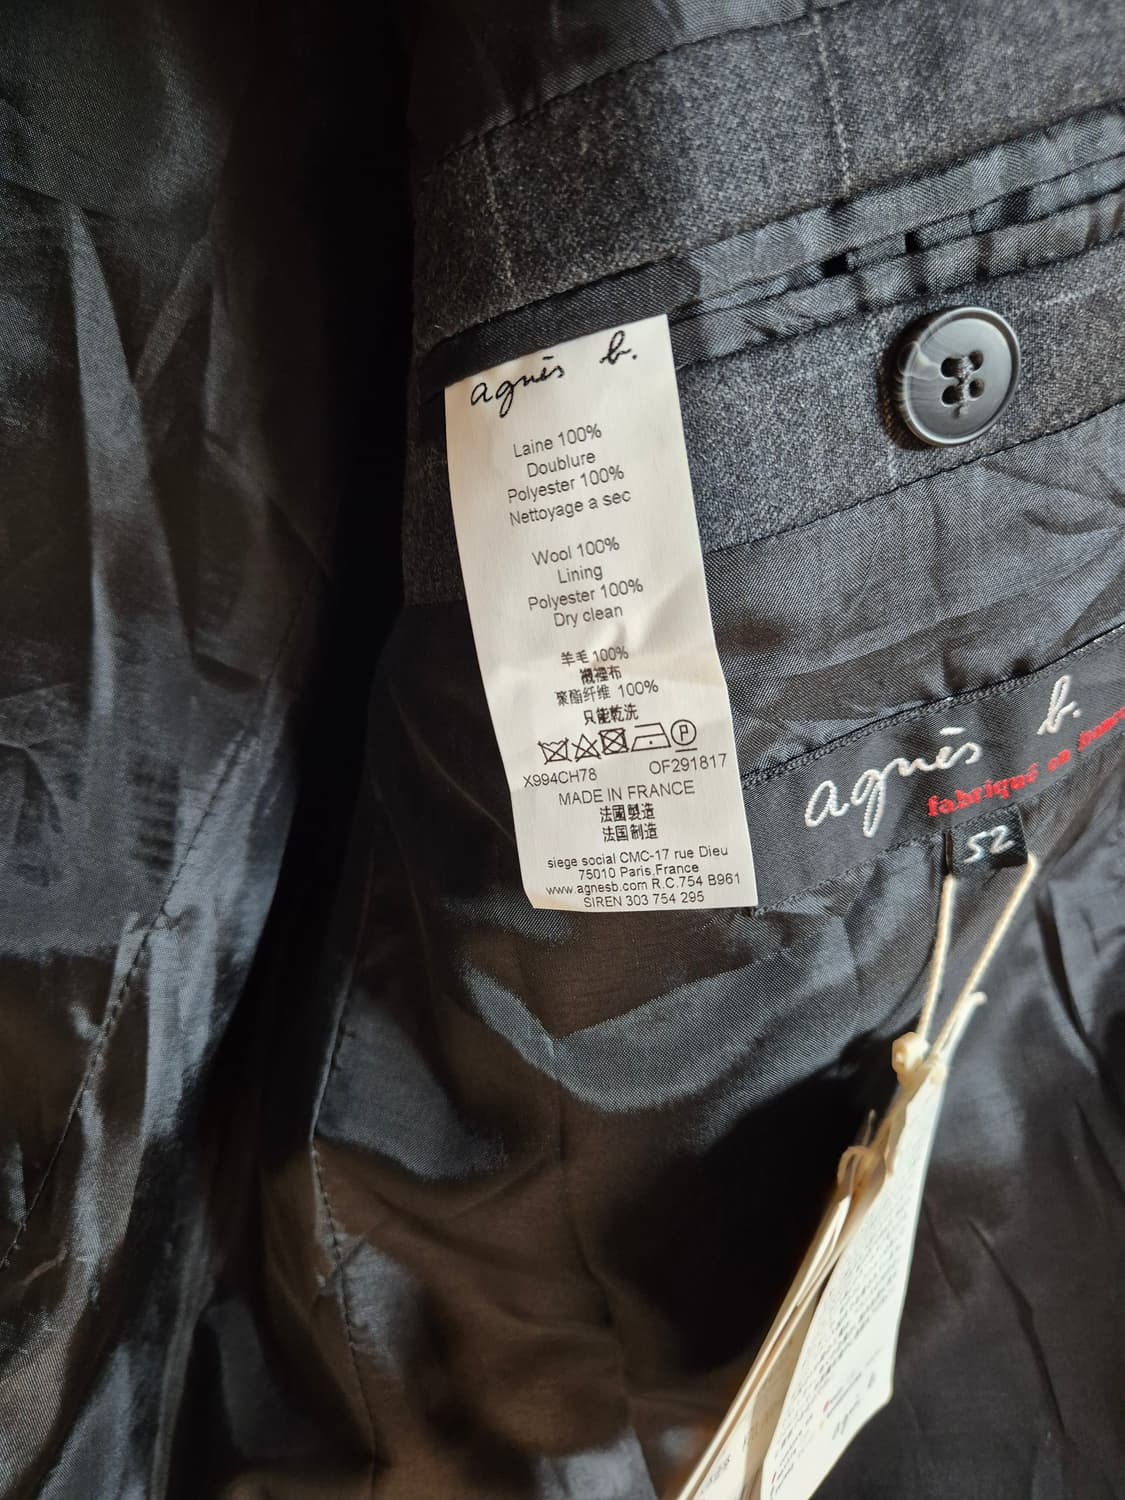 agnès b.
Laine 100%
Doublure
Polyester 100%
Nettoyage a sec
Wool 100%
Lining
Polyester 100%
Dry clean
羊毛 100%
襯裡布
聚酯纤维 100%
只能乾洗
P
X994CH78 OF291817
MADE IN FRANCE
法國製造
法国制造
siege social CMC-17 rue Dieu
75010 Paris,France
www.agnesb.com R.C.754 B961
SIREN 303 754 295
agnès b.
fabriqué en
52